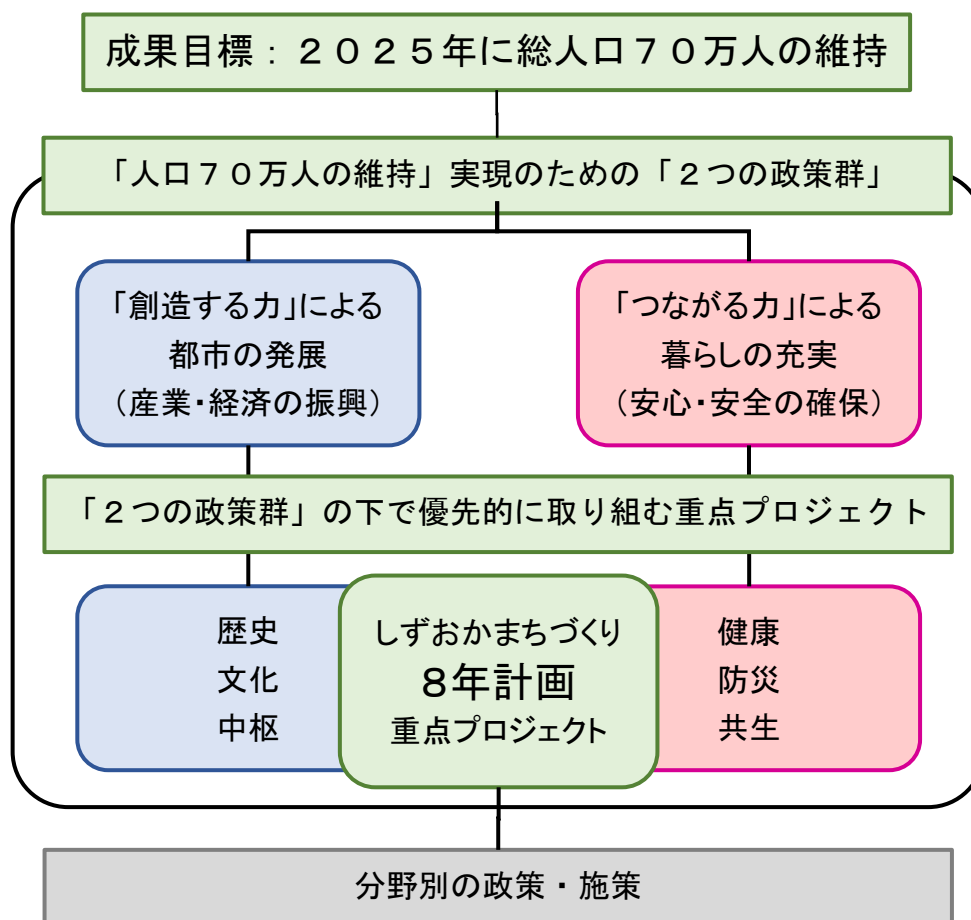 成果目標：２０２５年に総人口７０万人の維持
「人口７０万人の維持」実現のための「２つの政策群」
「創造する力」による
都市の発展
（産業・経済の振興）
「つながる力」による
暮らしの充実
（安心・安全の確保）
「２つの政策群」の下で優先的に取り組む重点プロジェクト
歴史
文化
中枢
しずおかまちづくり
８年計画
重点プロジェクト
健康
防災
共生
分野別の政策・施策